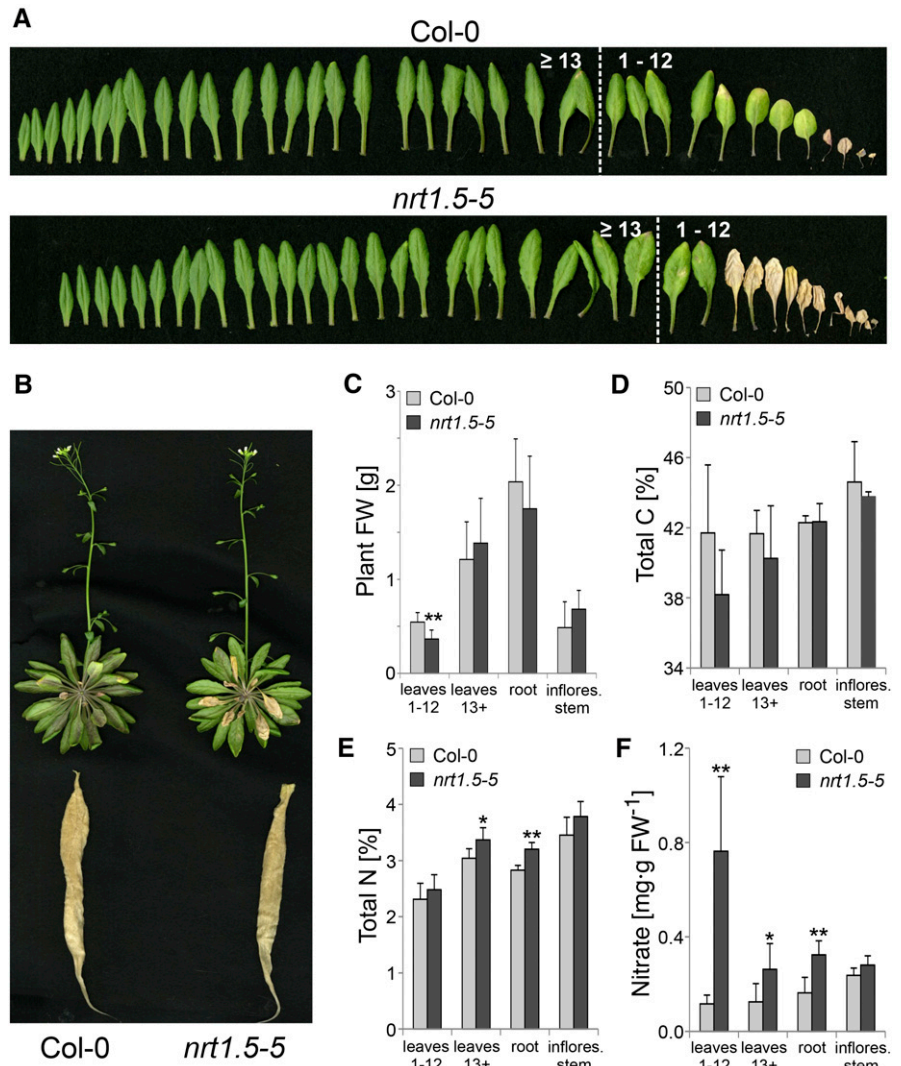 A
Col-0
≥ 13
1 - 12
nrt1.5-5
≥ 13
1 - 12
B
Col-0
nrt1.5-5
C
Plant FW [g]
3
2
1
0
Col-0
nrt1.5-5
**
leaves leaves root inflores.
1-12 13+ stem
D
Total C [%]
50
46
42
38
34
Col-0
nrt1.5-5
leaves leaves root inflores.
1-12 13+ stem
E
Total N [%]
5
4
3
2
1
0
Col-0
nrt1.5-5
* **
leaves leaves root inflores.
1-12 13+ stem
F
Nitrate [mg·g FW-1]
1.2
0.8
0.4
0.0
Col-0
nrt1.5-5
** * **
leaves leaves root inflores.
1-12 13+ stem